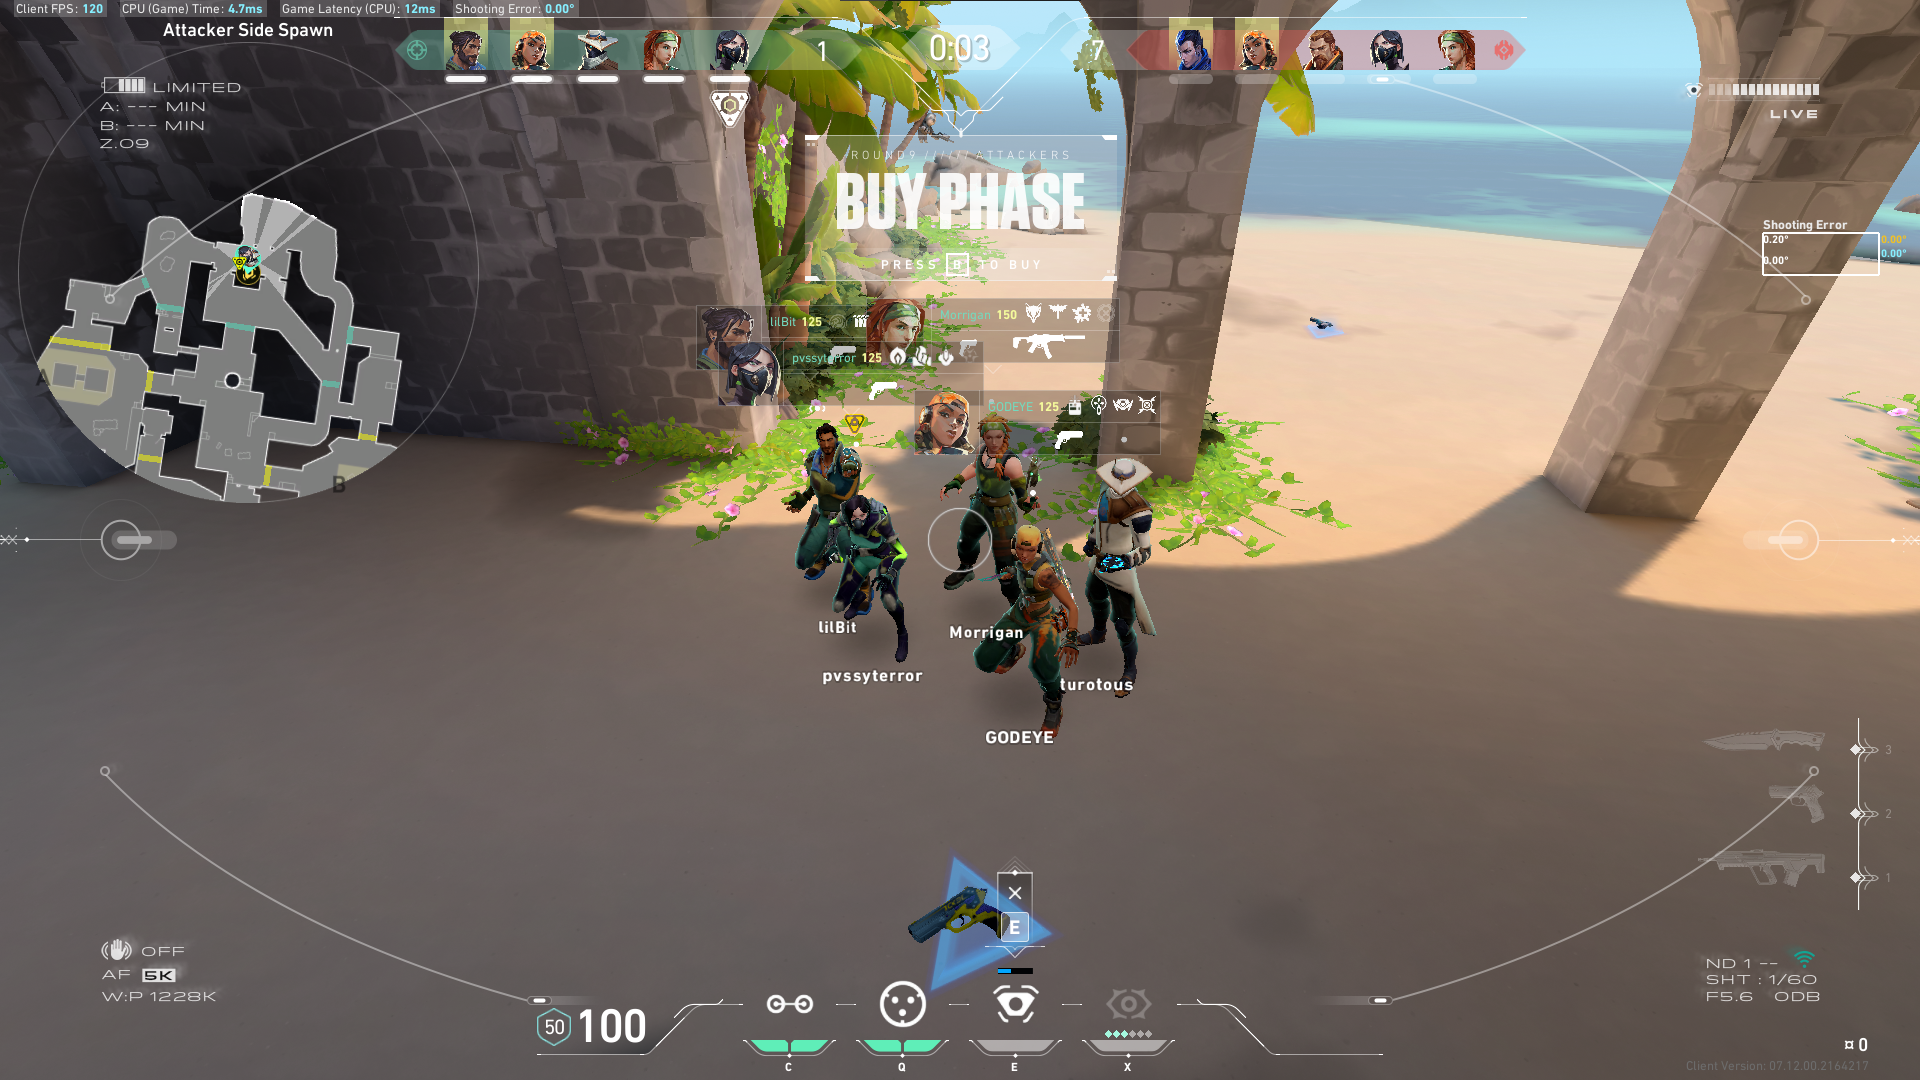 Client FPS: 120 CPU (Game) Time: 4.7ms Game Latency (CPU): 12ms Shooting Error: 0.00°
Attacker Side Spawn
1 0:03 7
LIMITED
A: --- MIN
B: --- MIN
Z.09
LIVE
ROUND 9 ////// ATTACKERS
BUY PHASE
PRESS B TO BUY
Shooting Error
0.20° 0.00°
0.00° 0.00°
lilBit 125
Morrigan 150
pvssyterror 125
GODEYE 125
A
B
lilBit
Morrigan
pvssyterror
turotous
GODEYE
3
2
1
E
OFF
AF 5K
W:P 1228K
ND 1 --
SHT : 1/60
F5.6 0DB
50 100
C Q E X
¤ 0
Client Version: 07.12.00.2164217